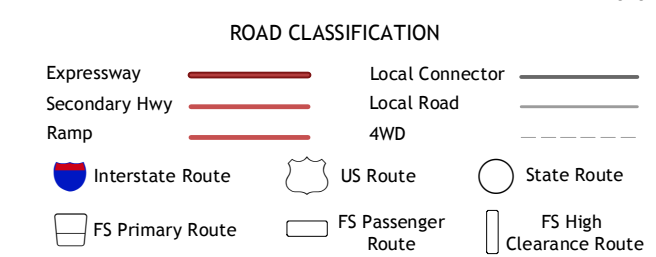 ROAD CLASSIFICATION
Expressway
Local Connector
Secondary Hwy
Local Road
Ramp
4WD
Interstate Route
US Route
State Route
FS Primary Route
FS Passenger
Route
FS High
Clearance Route